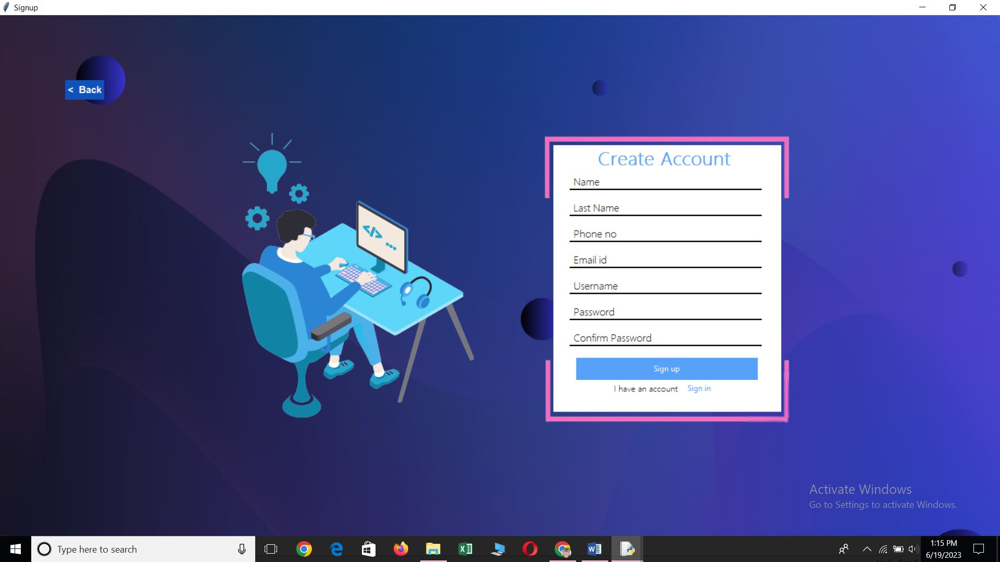 Signup
< Back
Create Account
Name
Last Name
Phone no
Email id
Username
Password
Confirm Password
Sign up
I have an account Sign in
</> ...
Activate Windows
Go to Settings to activate Windows.
Type here to search
1:15 PM
6/19/2023